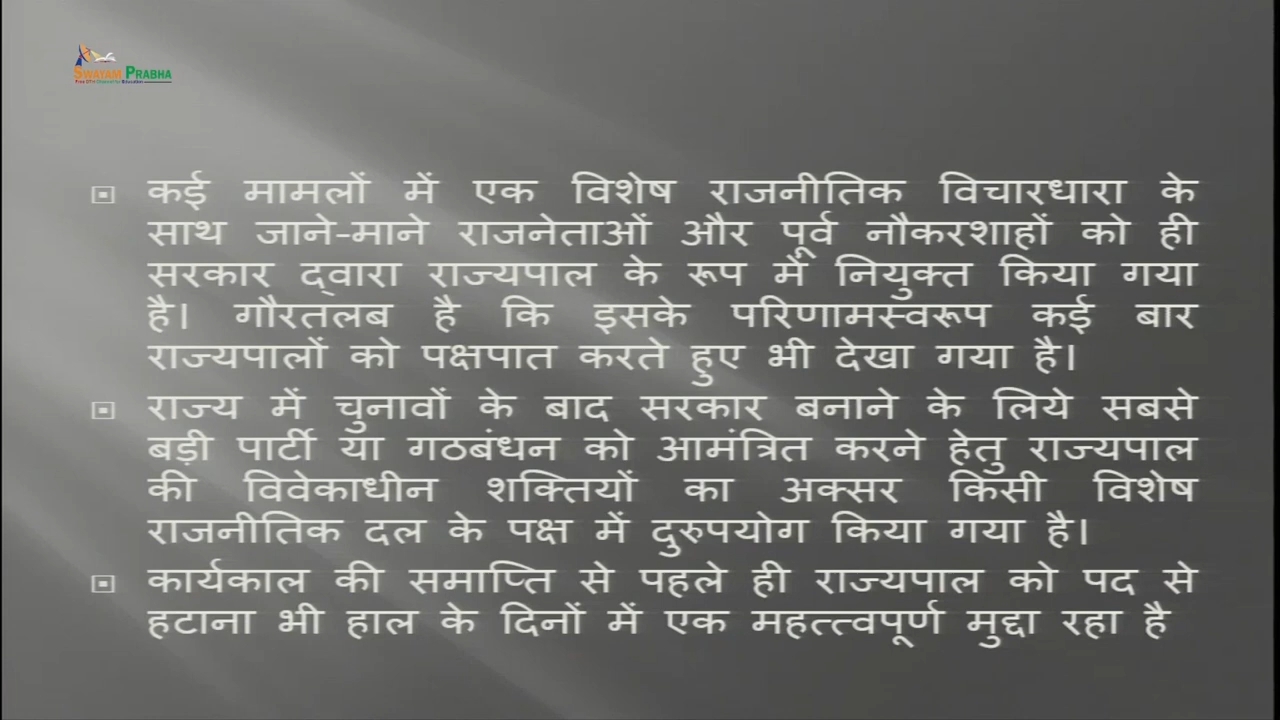 SWAYAM PRABHA
कई मामलों में एक विशेष राजनीतिक विचारधारा के
साथ जाने-माने राजनेताओं और पूर्व नौकरशाहों को ही
सरकार द्वारा राज्यपाल के रूप में नियुक्त किया गया
है। गौरतलब है कि इसके परिणामस्वरूप कई बार
राज्यपालों को पक्षपात करते हुए भी देखा गया है।
राज्य में चुनावों के बाद सरकार बनाने के लिये सबसे
बड़ी पार्टी या गठबंधन को आमंत्रित करने हेतु राज्यपाल
की विवेकाधीन शक्तियों का अक्सर किसी विशेष
राजनीतिक दल के पक्ष में दुरुपयोग किया गया है।
कार्यकाल की समाप्ति से पहले ही राज्यपाल को पद से
हटाना भी हाल के दिनों में एक महत्त्वपूर्ण मुद्दा रहा है